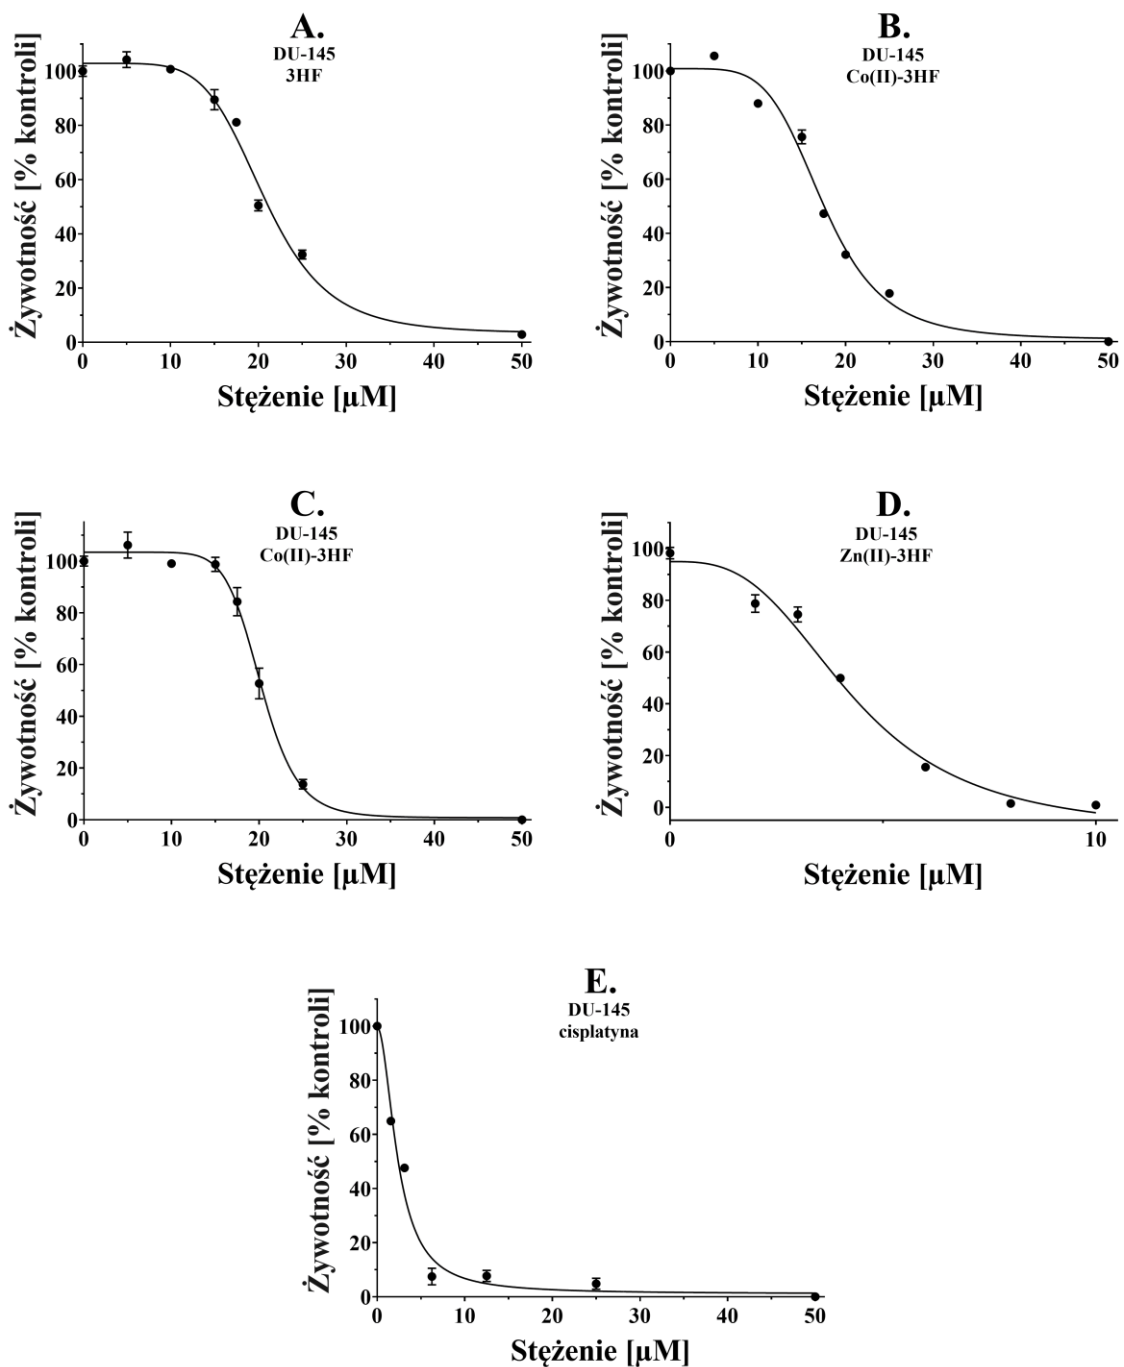 A.
DU-145
3HF
Żywotność [% kontroli]
100
80
60
40
20
0
0 10 20 30 40 50
Stężenie [µM]
B.
DU-145
Co(II)-3HF
Żywotność [% kontroli]
100
80
60
40
20
0
0 10 20 30 40 50
Stężenie [µM]
C.
DU-145
Co(II)-3HF
Żywotność [% kontroli]
100
80
60
40
20
0
0 10 20 30 40 50
Stężenie [µM]
D.
DU-145
Zn(II)-3HF
Żywotność [% kontroli]
100
80
60
40
20
0
0 10
Stężenie [µM]
E.
DU-145
cisplatyna
Żywotność [% kontroli]
100
80
60
40
20
0
0 10 20 30 40 50
Stężenie [µM]